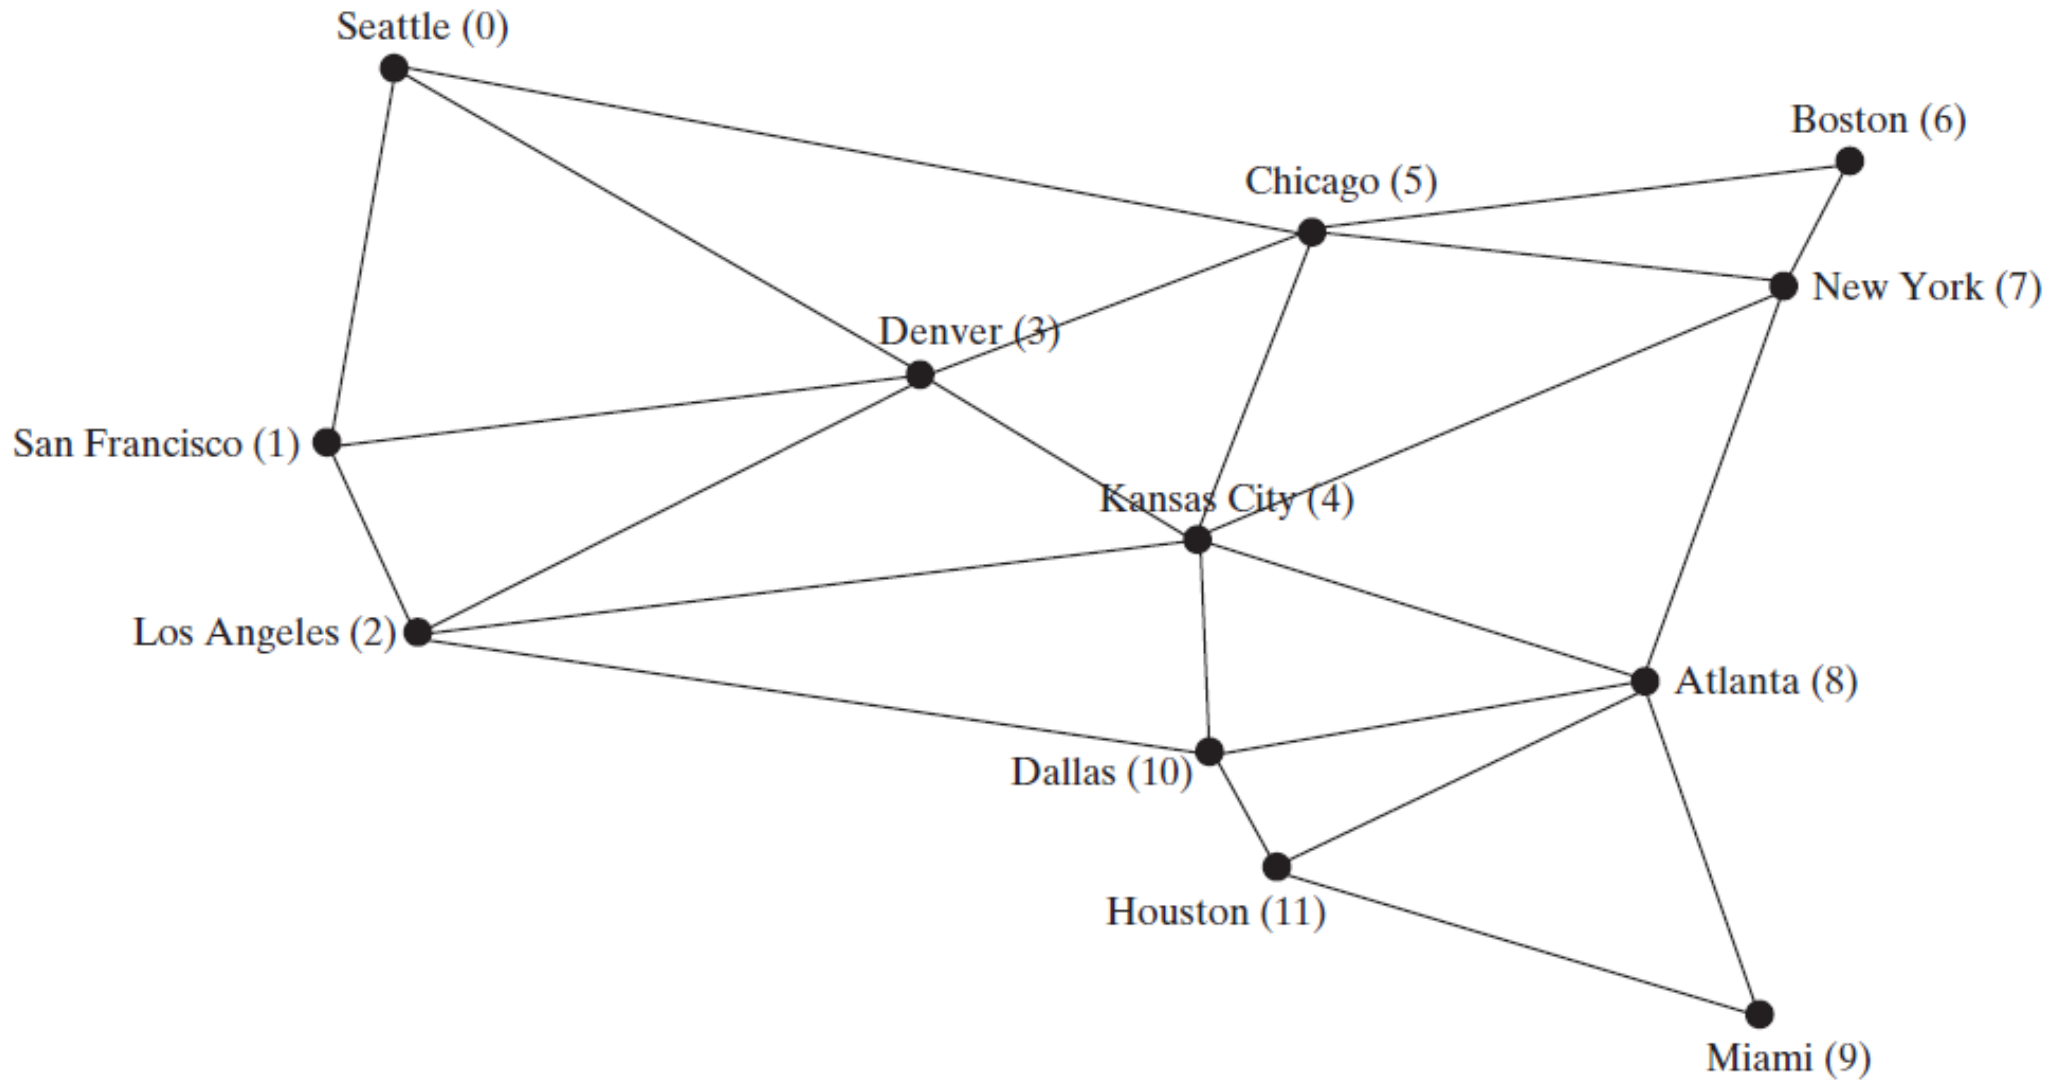 Seattle (0)
Boston (6)
Chicago (5)
New York (7)
Denver (3)
San Francisco (1)
Kansas City (4)
Los Angeles (2)
Atlanta (8)
Dallas (10)
Houston (11)
Miami (9)